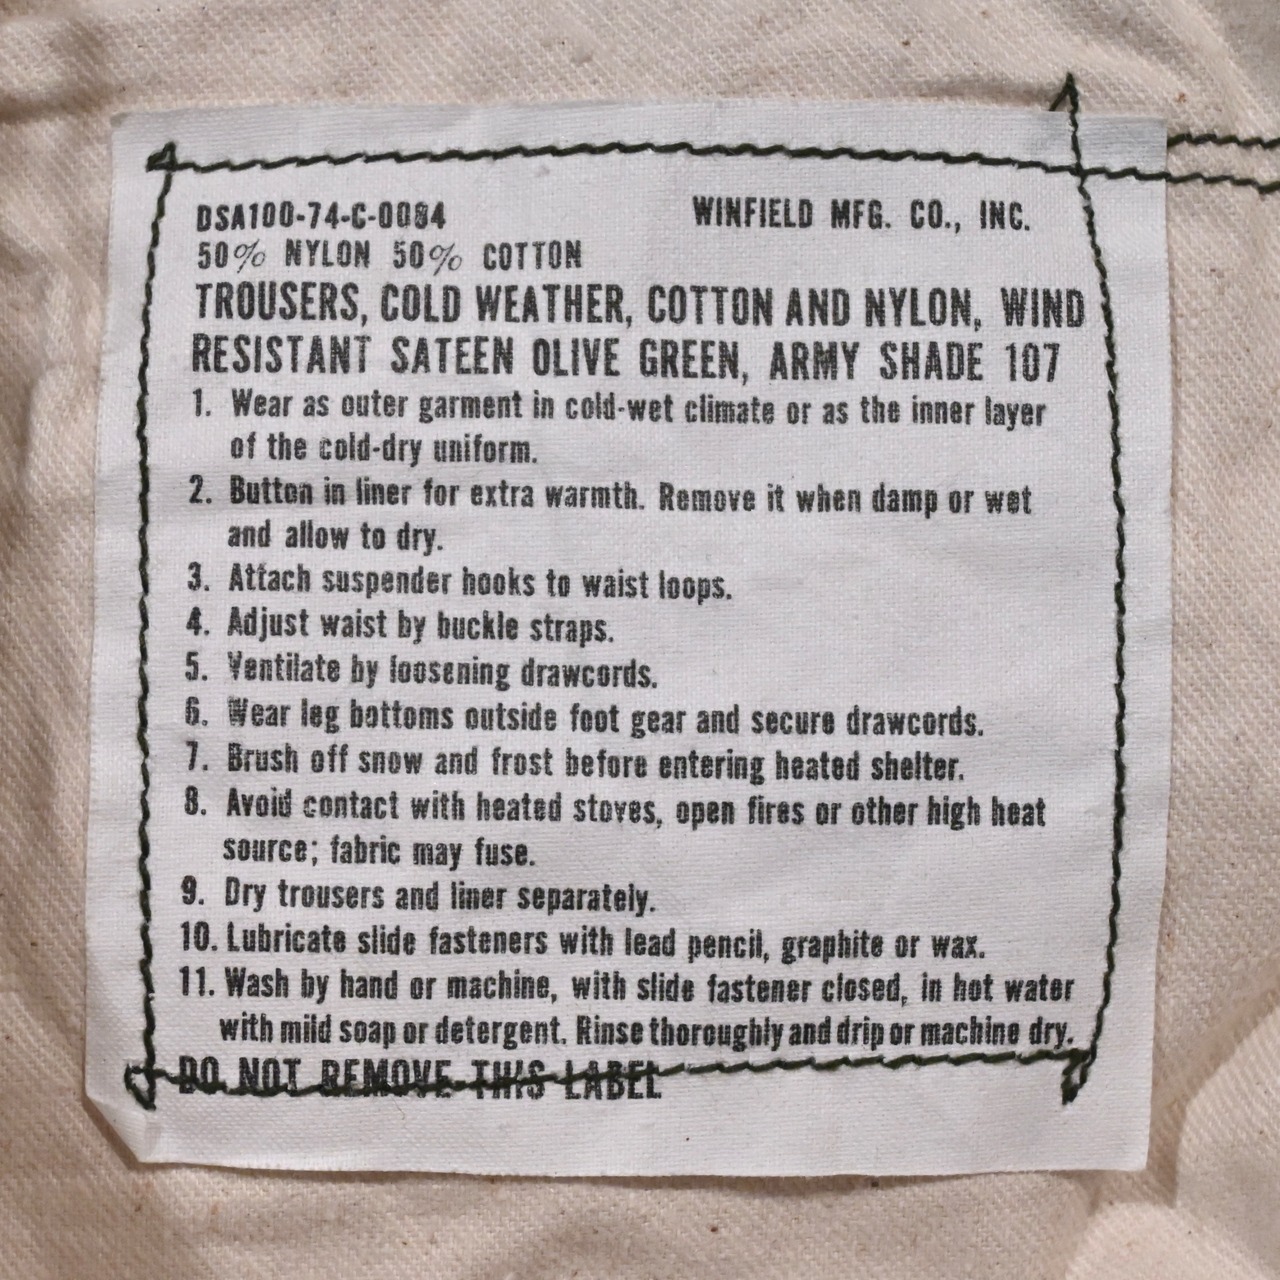 DSA100-74-C-0084 WINFIELD MFG. CO., INC.
50% NYLON 50% COTTON
TROUSERS, COLD WEATHER, COTTON AND NYLON, WIND
RESISTANT SATEEN OLIVE GREEN, ARMY SHADE 107
1. Wear as outer garment in cold-wet climate or as the inner layer
of the cold-dry uniform.
2. Button in liner for extra warmth. Remove it when damp or wet
and allow to dry.
3. Attach suspender hooks to waist loops.
4. Adjust waist by buckle straps.
5. Ventilate by loosening drawcords.
6. Wear leg bottoms outside foot gear and secure drawcords.
7. Brush off snow and frost before entering heated shelter.
8. Avoid contact with heated stoves, open fires or other high heat
source; fabric may fuse.
9. Dry trousers and liner separately.
10. Lubricate slide fasteners with lead pencil, graphite or wax.
11. Wash by hand or machine, with slide fastener closed, in hot water
with mild soap or detergent. Rinse thoroughly and drip or machine dry.
DO NOT REMOVE THIS LABEL